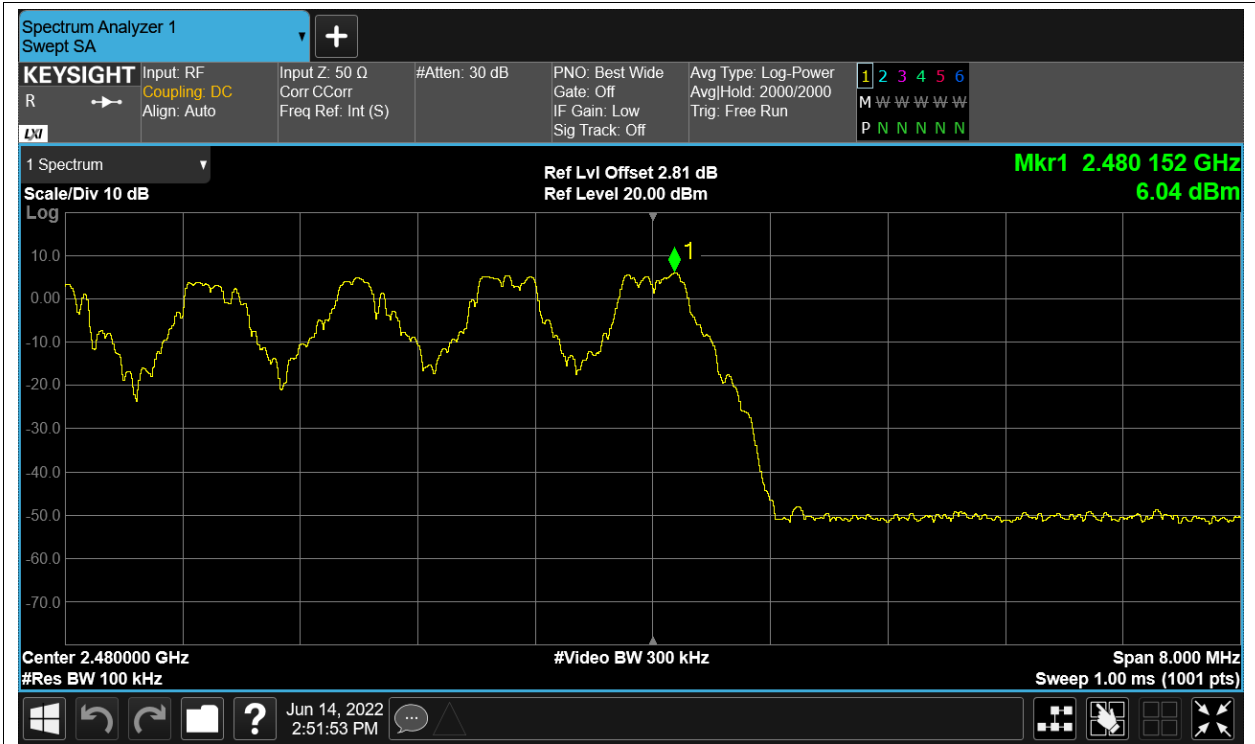 Spectrum Analyzer 1
Swept SA
KEYSIGHT
R
LXI
Input: RF
Coupling: DC
Align: Auto
Input Z: 50 Ω
Corr CCorr
Freq Ref: Int (S)
#Atten: 30 dB
PNO: Best Wide
Gate: Off
IF Gain: Low
Sig Track: Off
Avg Type: Log-Power
Avg|Hold: 2000/2000
Trig: Free Run
1 2 3 4 5 6
M W W W W W
P N N N N N
1 Spectrum
Scale/Div 10 dB
Log
Ref Lvl Offset 2.81 dB
Ref Level 20.00 dBm
Mkr1 2.480 152 GHz
6.04 dBm
1
10.0
0.00
-10.0
-20.0
-30.0
-40.0
-50.0
-60.0
-70.0
Center 2.480000 GHz
#Video BW 300 kHz
Span 8.000 MHz
#Res BW 100 kHz
Sweep 1.00 ms (1001 pts)
?
Jun 14, 2022
2:51:53 PM